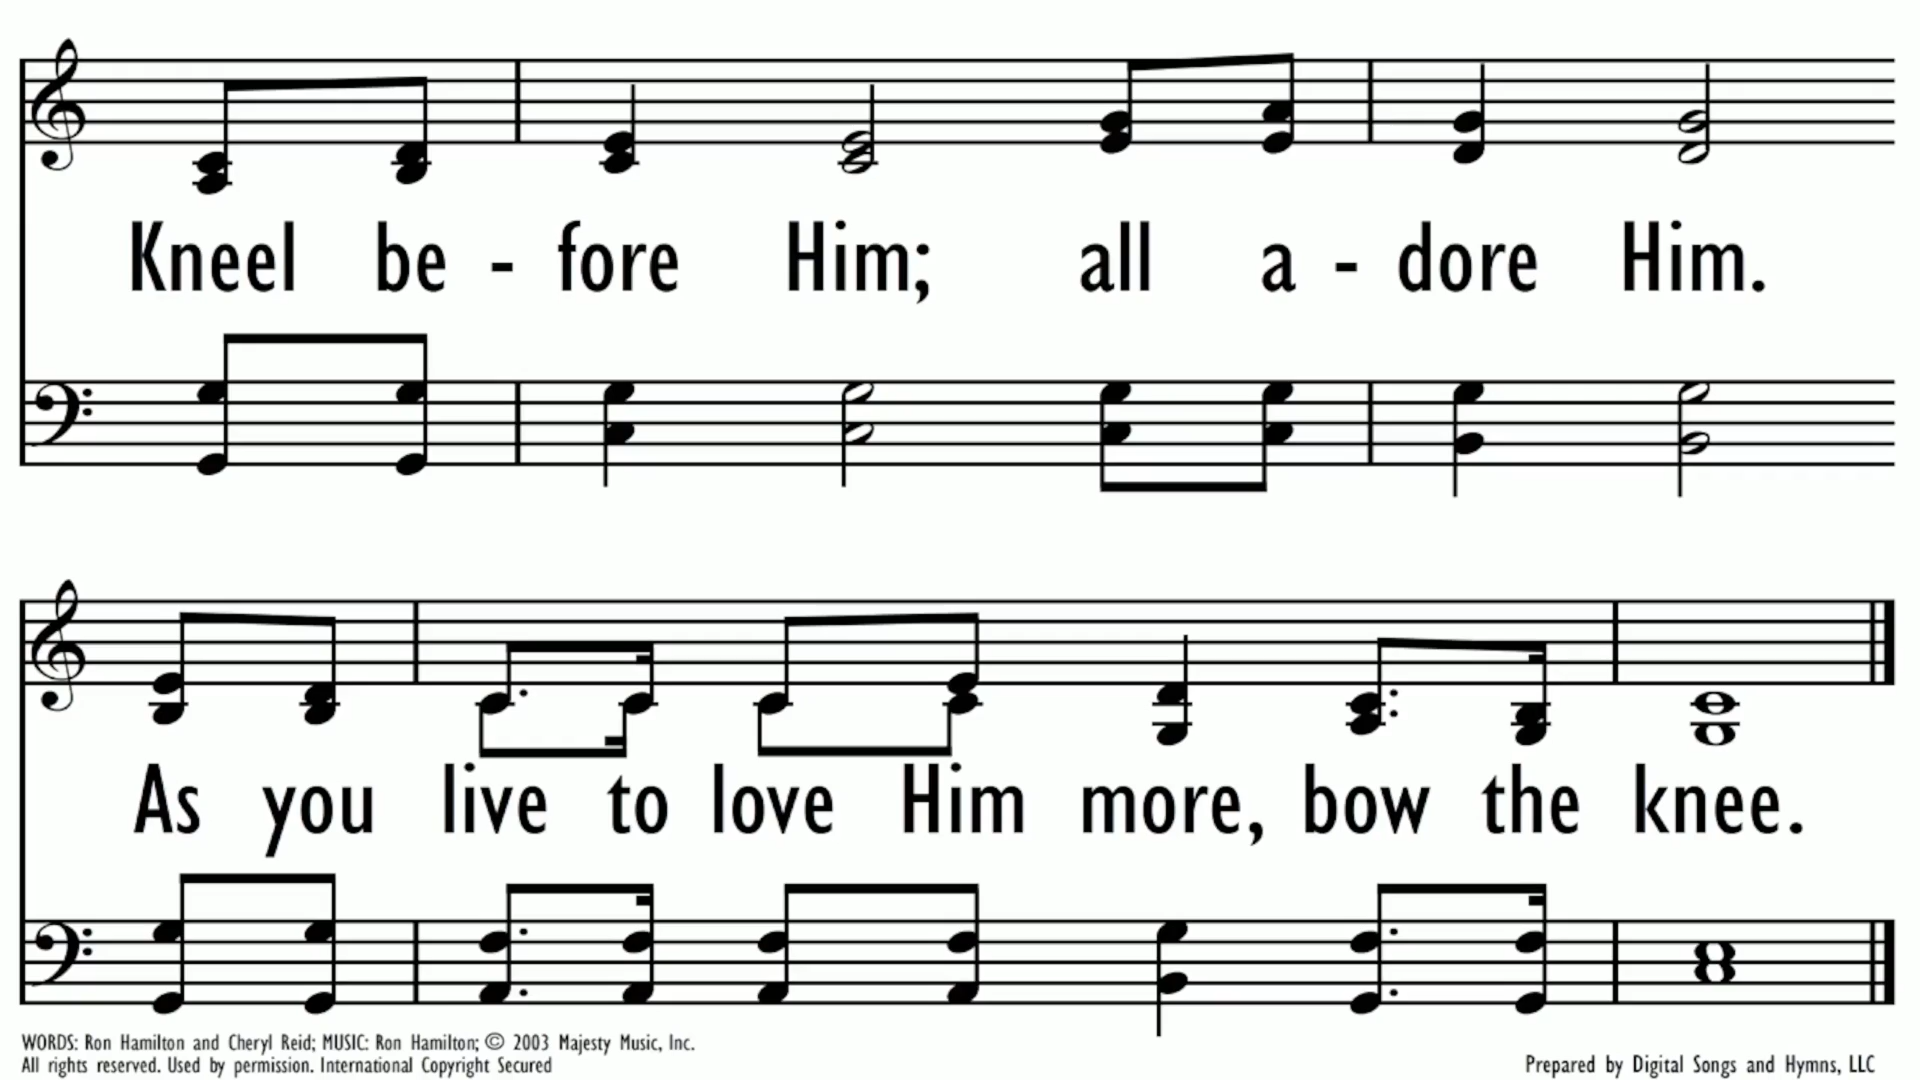 Kneel be - fore Him; all a - dore Him.
As you live to love Him more, bow the knee.
WORDS: Ron Hamilton and Cheryl Reid; MUSIC: Ron Hamilton; © 2003 Majesty Music, Inc.
All rights reserved. Used by permission. International Copyright Secured
Prepared by Digital Songs and Hymns, LLC